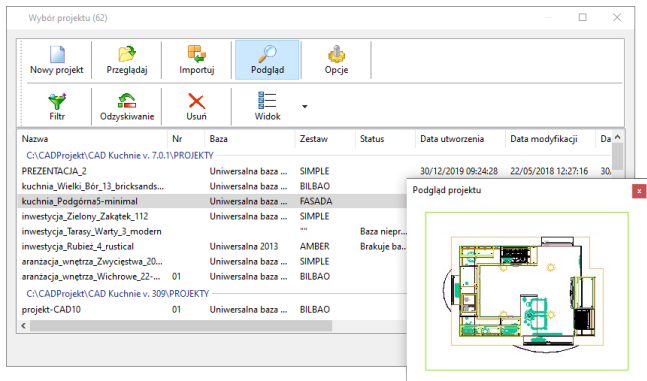 Wybór projektu (62)
Nowy projekt Przeglądaj Importuj Podgląd Opcje
Filtr Odzyskiwanie Usuń Widok
Nazwa Nr Baza Zestaw Status Data utworzenia Data modyfikacji Da
C:\CADProjekt\CAD Kuchnie v. 7.0.1\PROJEKTY
PREZENTACJA_2 Uniwersalna baza ... SIMPLE 30/12/2019 09:24:28 22/05/2018 12:27:16 30/
kuchnia_Wielki_Bór_13_bricksands... Uniwersalna baza ... BILBAO
kuchnia_Podgórna5-minimal Uniwersalna baza ... FASADA
inwestycja_Zielony_Zakątek_112 Uniwersalna baza ... SIMPLE
inwestycja_Tarasy_Warty_3_modern "" Baza niepr...
inwestycja_Rubież_4_rustical Uniwersalna 2013 AMBER Brakuje ba...
aranżacja_wnętrza_Zwycięstwa_20... Uniwersalna baza ... SIMPLE
aranżacja_wnętrza_Wichrowe_22-... 01 Uniwersalna baza ... BILBAO
C:\CADProjekt\CAD Kuchnie v. 309\PROJEKTY
projekt-CAD10 01 Uniwersalna baza ... BILBAO
Podgląd projektu